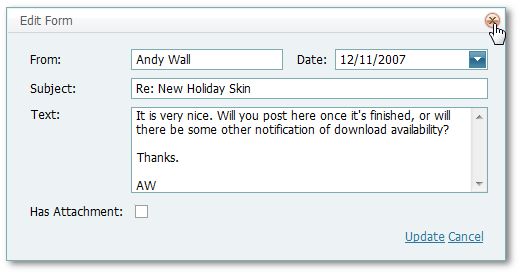 Edit Form
From: Andy Wall Date: 12/11/2007
Subject: Re: New Holiday Skin
Text: It is very nice. Will you post here once it's finished, or will
there be some other notification of download availability?
Thanks.
AW
Has Attachment:
Update Cancel